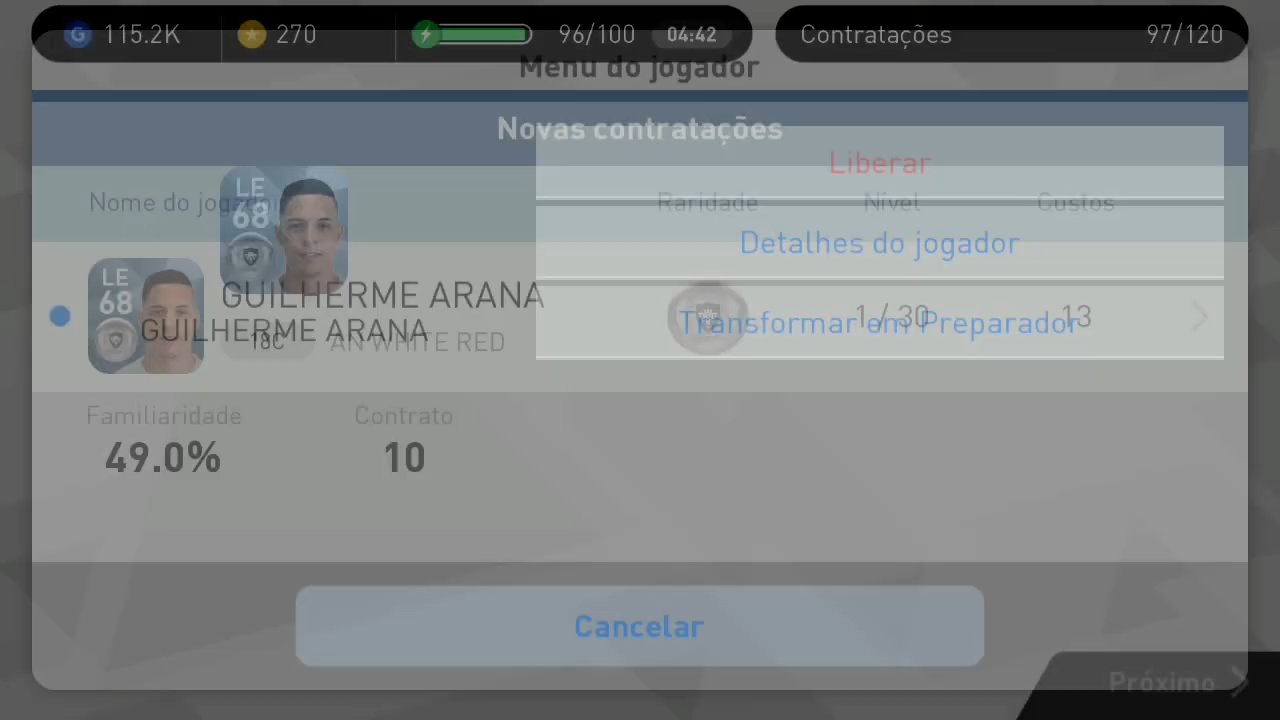 115.2K 270 96/100 04:42 Contratações 97/120
Menu do jogador
Novas contratações
Liberar
Nome do jogador Raridade Nível Custos
LE
68
Detalhes do jogador
LE
68
GUILHERME ARANA
GUILHERME ARANA
18C AN WHITE RED
1 / 30 13
Transformar em Preparador
Familiaridade Contrato
49.0% 10
Cancelar
Próximo